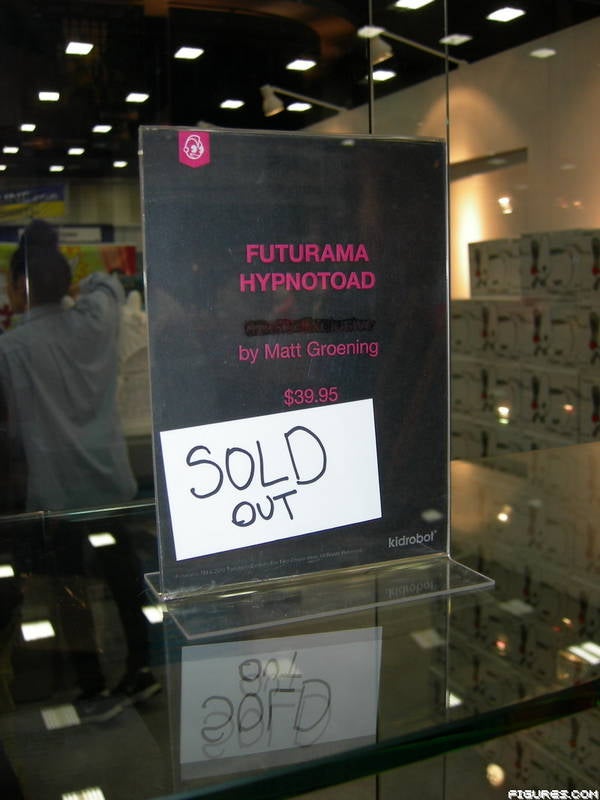 FUTURAMA
HYPNOTOAD
by Matt Groening
$39.95
SOLD
OUT
kidrobot
FIGURES.COM